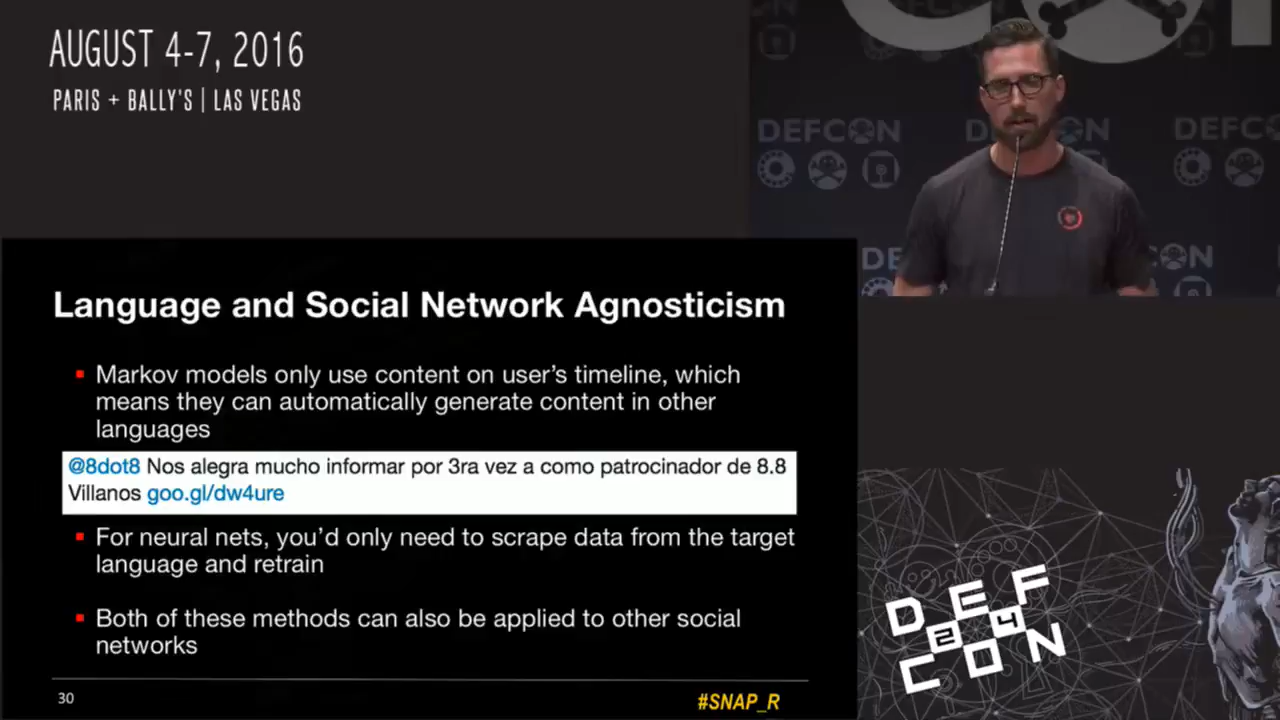 AUGUST 4-7, 2016
PARIS + BALLY'S | LAS VEGAS
DEFCON
DEFCON
DEFC
DE
CON
Language and Social Network Agnosticism
Markov models only use content on user's timeline, which
means they can automatically generate content in other
languages
@8dot8 Nos alegra mucho informar por 3ra vez a como patrocinador de 8.8
Villanos goo.gl/dw4ure
For neural nets, you'd only need to scrape data from the target
language and retrain
Both of these methods can also be applied to other social
networks
30
#SNAP_R
DEF
24
CON